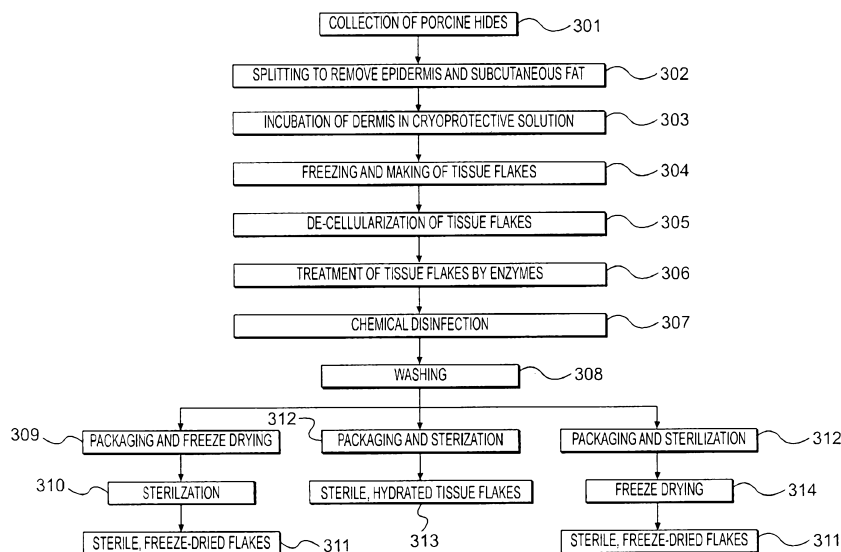 COLLECTION OF PORCINE HIDES 301
SPLITTING TO REMOVE EPIDERMIS AND SUBCUTANEOUS FAT 302
INCUBATION OF DERMIS IN CRYOPROTECTIVE SOLUTION 303
FREEZING AND MAKING OF TISSUE FLAKES 304
DE-CELLULARIZATION OF TISSUE FLAKES 305
TREATMENT OF TISSUE FLAKES BY ENZYMES 306
CHEMICAL DISINFECTION 307
WASHING 308
309 PACKAGING AND FREEZE DRYING
312 PACKAGING AND STERIZATION
PACKAGING AND STERILIZATION 312
310 STERILZATION
STERILE, HYDRATED TISSUE FLAKES 313
FREEZE DRYING 314
STERILE, FREEZE-DRIED FLAKES 311
STERILE, FREEZE-DRIED FLAKES 311